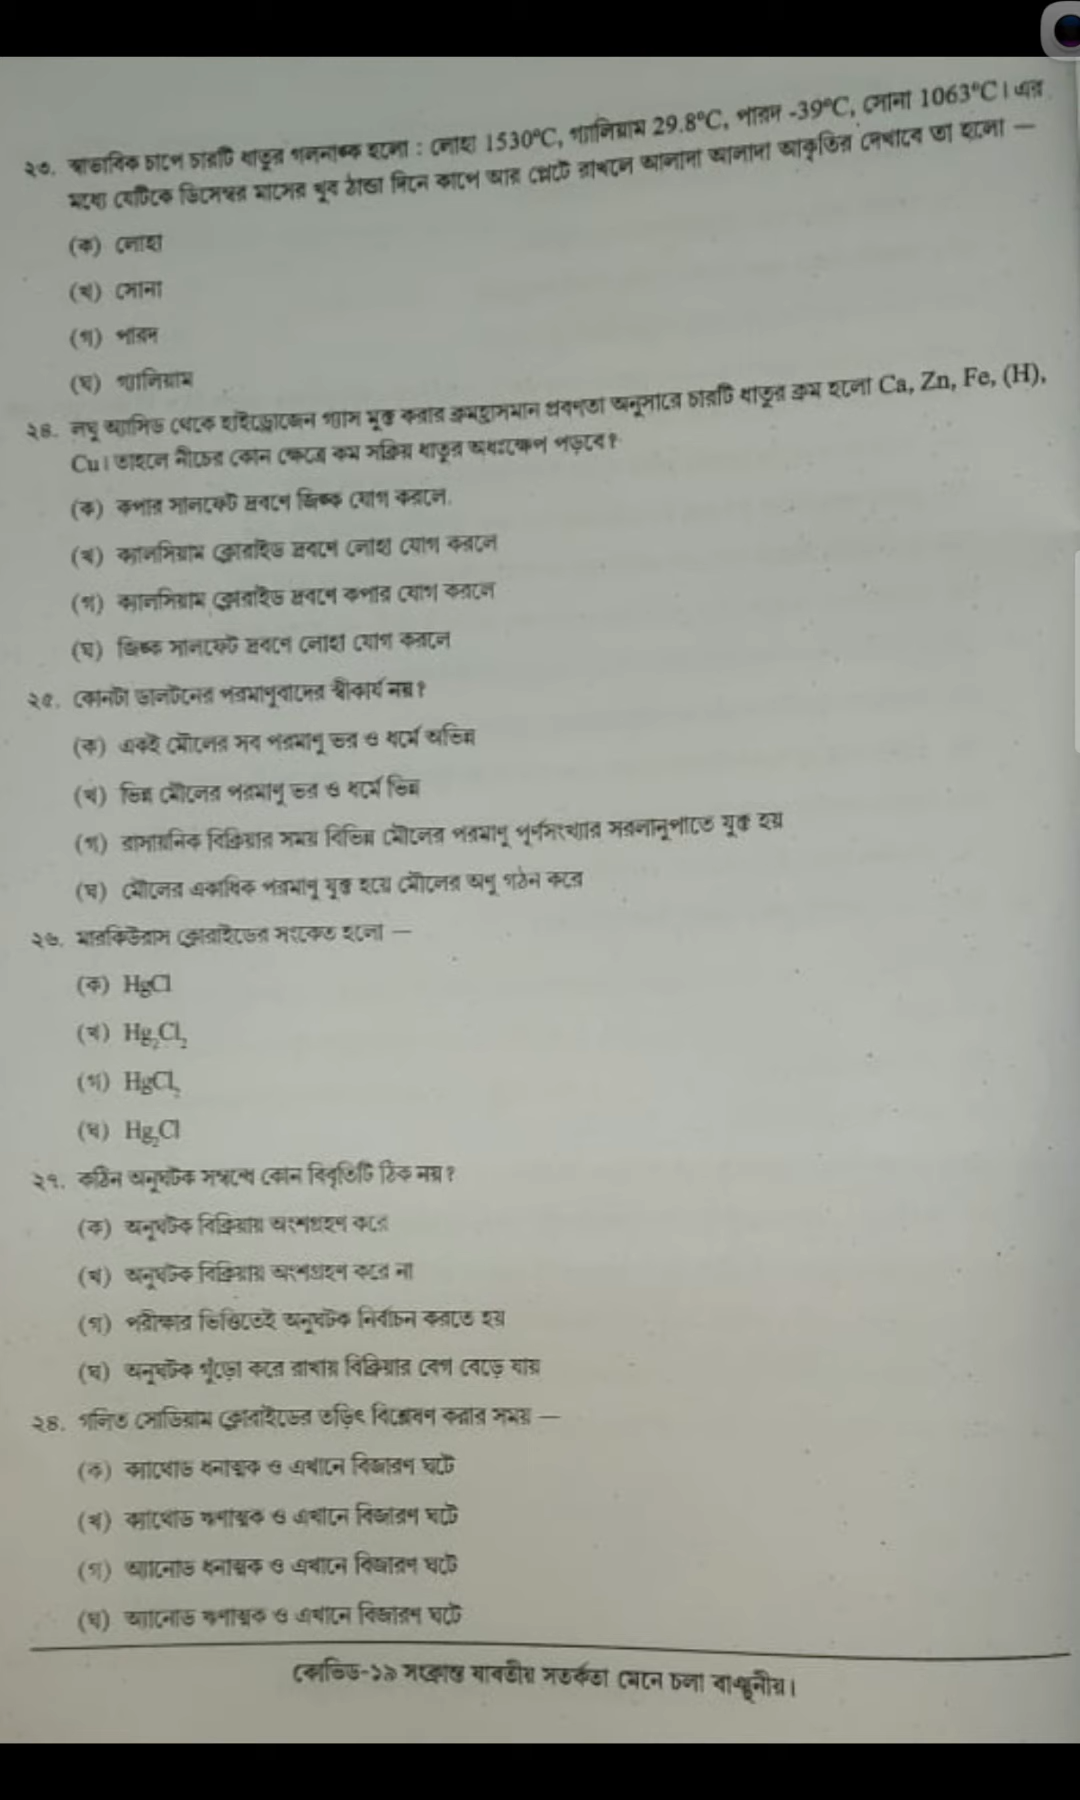 ২৩. স্বাভাবিক চাপে চারটি ধাতুর গলনাঙ্ক হলো : লোহা 1530°C, গ্যালিয়াম 29.8°C, পারদ -39°C, সোনা 1063°C। এর
মধ্যে যেটিকে ডিসেম্বর মাসের খুব ঠান্ডা দিনে কাপে আর প্লেটে রাখলে আলাদা আলাদা আকৃতির দেখাবে তা হলো —
(ক) লোহা
(খ) সোনা
(গ) পারদ
(ঘ) গ্যালিয়াম
২৪. লঘু অ্যাসিড থেকে হাইড্রোজেন গ্যাস মুক্ত করার ক্রমহ্রাসমান প্রবণতা অনুসারে চারটি ধাতুর ক্রম হলো Ca, Zn, Fe, (H),
Cu। তাহলে নীচের কোন ক্ষেত্রে কম সক্রিয় ধাতুর অধঃক্ষেপ পড়বে?
(ক) কপার সালফেট দ্রবণে জিঙ্ক যোগ করলে.
(খ) ক্যালসিয়াম ক্লোরাইড দ্রবণে লোহা যোগ করলে
(গ) ক্যালসিয়াম ক্লোরাইড দ্রবণে কপার যোগ করলে
(ঘ) জিঙ্ক সালফেট দ্রবণে লোহা যোগ করলে
২৫. কোনটা ডালটনের পরমাণুবাদের স্বীকার্য নয়?
(ক) একই মৌলের সব পরমাণু ভর ও ধর্মে অভিন্ন
(খ) ভিন্ন মৌলের পরমাণু ভর ও ধর্মে ভিন্ন
(গ) রাসায়নিক বিক্রিয়ার সময় বিভিন্ন মৌলের পরমাণু পূর্ণসংখ্যার সরলানুপাতে যুক্ত হয়
(ঘ) মৌলের একাধিক পরমাণু যুক্ত হয়ে মৌলের অণু গঠন করে
২৬. মারকিউরাস ক্লোরাইডের সংকেত হলো —
(ক) HgCl
(খ) Hg₂Cl₂
(গ) HgCl₂
(ঘ) Hg₂Cl
২৭. কঠিন অনুঘটক সম্বন্ধে কোন বিবৃতিটি ঠিক নয়?
(ক) অনুঘটক বিক্রিয়ায় অংশগ্রহণ করে
(খ) অনুঘটক বিক্রিয়ায় অংশগ্রহণ করে না
(গ) পরীক্ষার ভিত্তিতেই অনুঘটক নির্বাচন করতে হয়
(ঘ) অনুঘটক গুঁড়ো করে রাখায় বিক্রিয়ার বেগ বেড়ে যায়
২৪. গলিত সোডিয়াম ক্লোরাইডের তড়িৎ বিশ্লেষণ করার সময় —
(ক) ক্যাথোড ধনাত্মক ও এখানে বিজারণ ঘটে
(খ) ক্যাথোড ঋণাত্মক ও এখানে বিজারণ ঘটে
(গ) অ্যানোড ধনাত্মক ও এখানে বিজারণ ঘটে
(ঘ) অ্যানোড ঋণাত্মক ও এখানে বিজারণ ঘটে
কোভিড-১৯ সংক্রান্ত যাবতীয় সতর্কতা মেনে চলা বাঞ্ছনীয়।